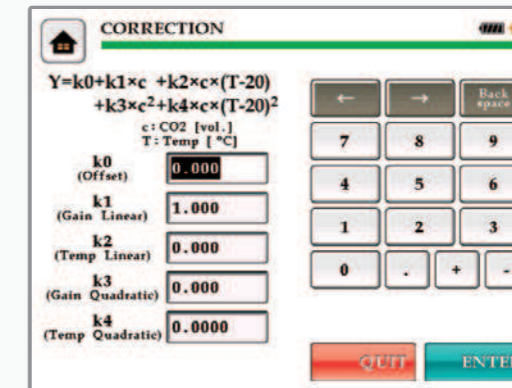 CORRECTION
Y=k0+k1×c +k2×c×(T-20)
+k3×c²+k4×c×(T-20)²
c: CO2 [vol.]
T: Temp [ °C]
k0
(Offset)
0.000
k1
(Gain Linear)
1.000
k2
(Temp Linear)
0.000
k3
(Gain Quadratic)
0.000
k4
(Temp Quadratic)
0.0000
← → Back
space
7 8 9
4 5 6
1 2 3
0 . + -
QUIT ENTE